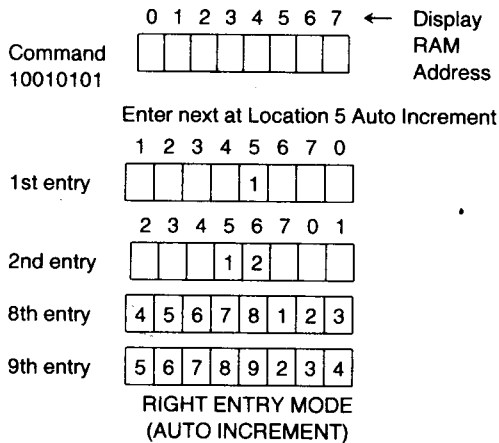 0 1 2 3 4 5 6 7 ← Display
RAM
Address
Command
10010101
Enter next at Location 5 Auto Increment
1 2 3 4 5 6 7 0
1st entry 1
2 3 4 5 6 7 0 1
2nd entry 1 2
8th entry 4 5 6 7 8 1 2 3
9th entry 5 6 7 8 9 2 3 4
RIGHT ENTRY MODE
(AUTO INCREMENT)